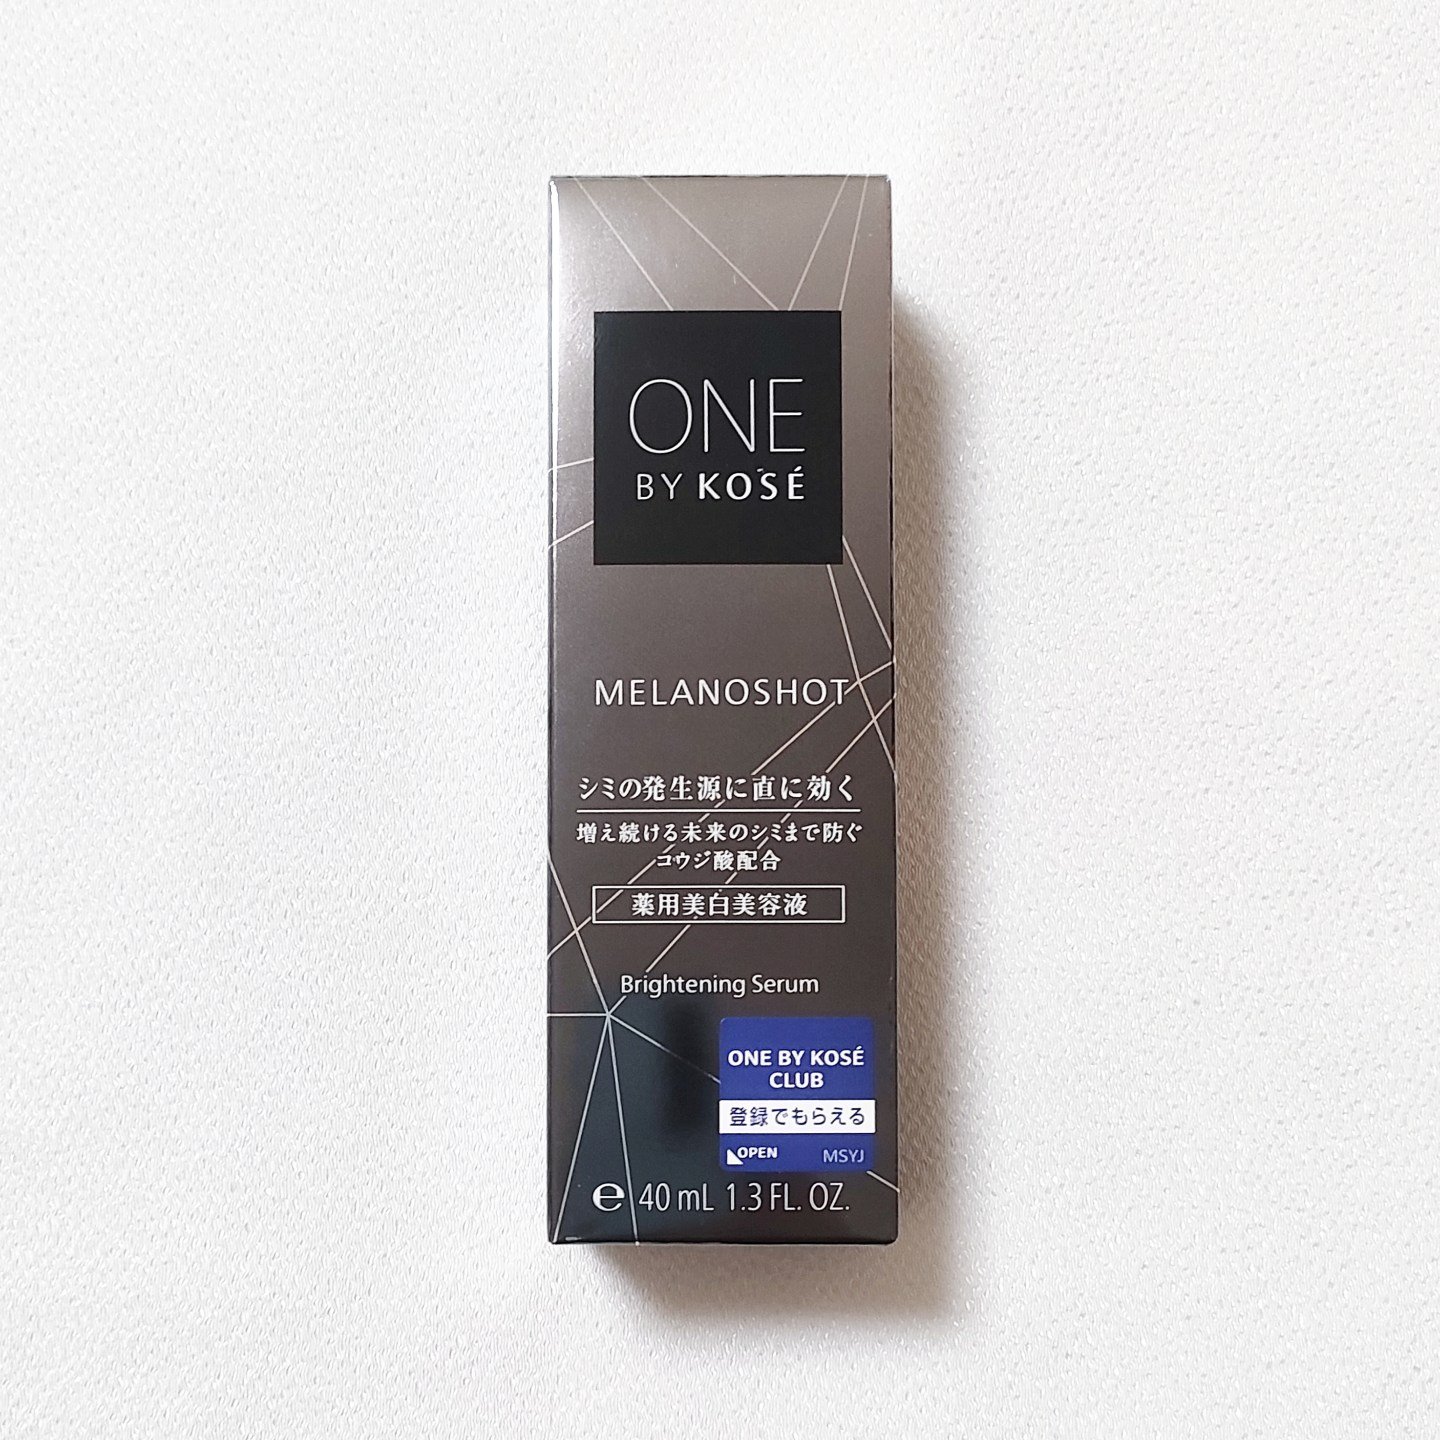 ONE
BY KOSÉ
MELANOSHOT
シミの発生源に直に効く
増え続ける未来のシミまで防ぐ
コウジ酸配合
薬用美白美容液
Brightening Serum
ONE BY KOSÉ
CLUB
登録でもらえる
OPEN MSYJ
℮ 40 mL 1.3 FL. OZ.